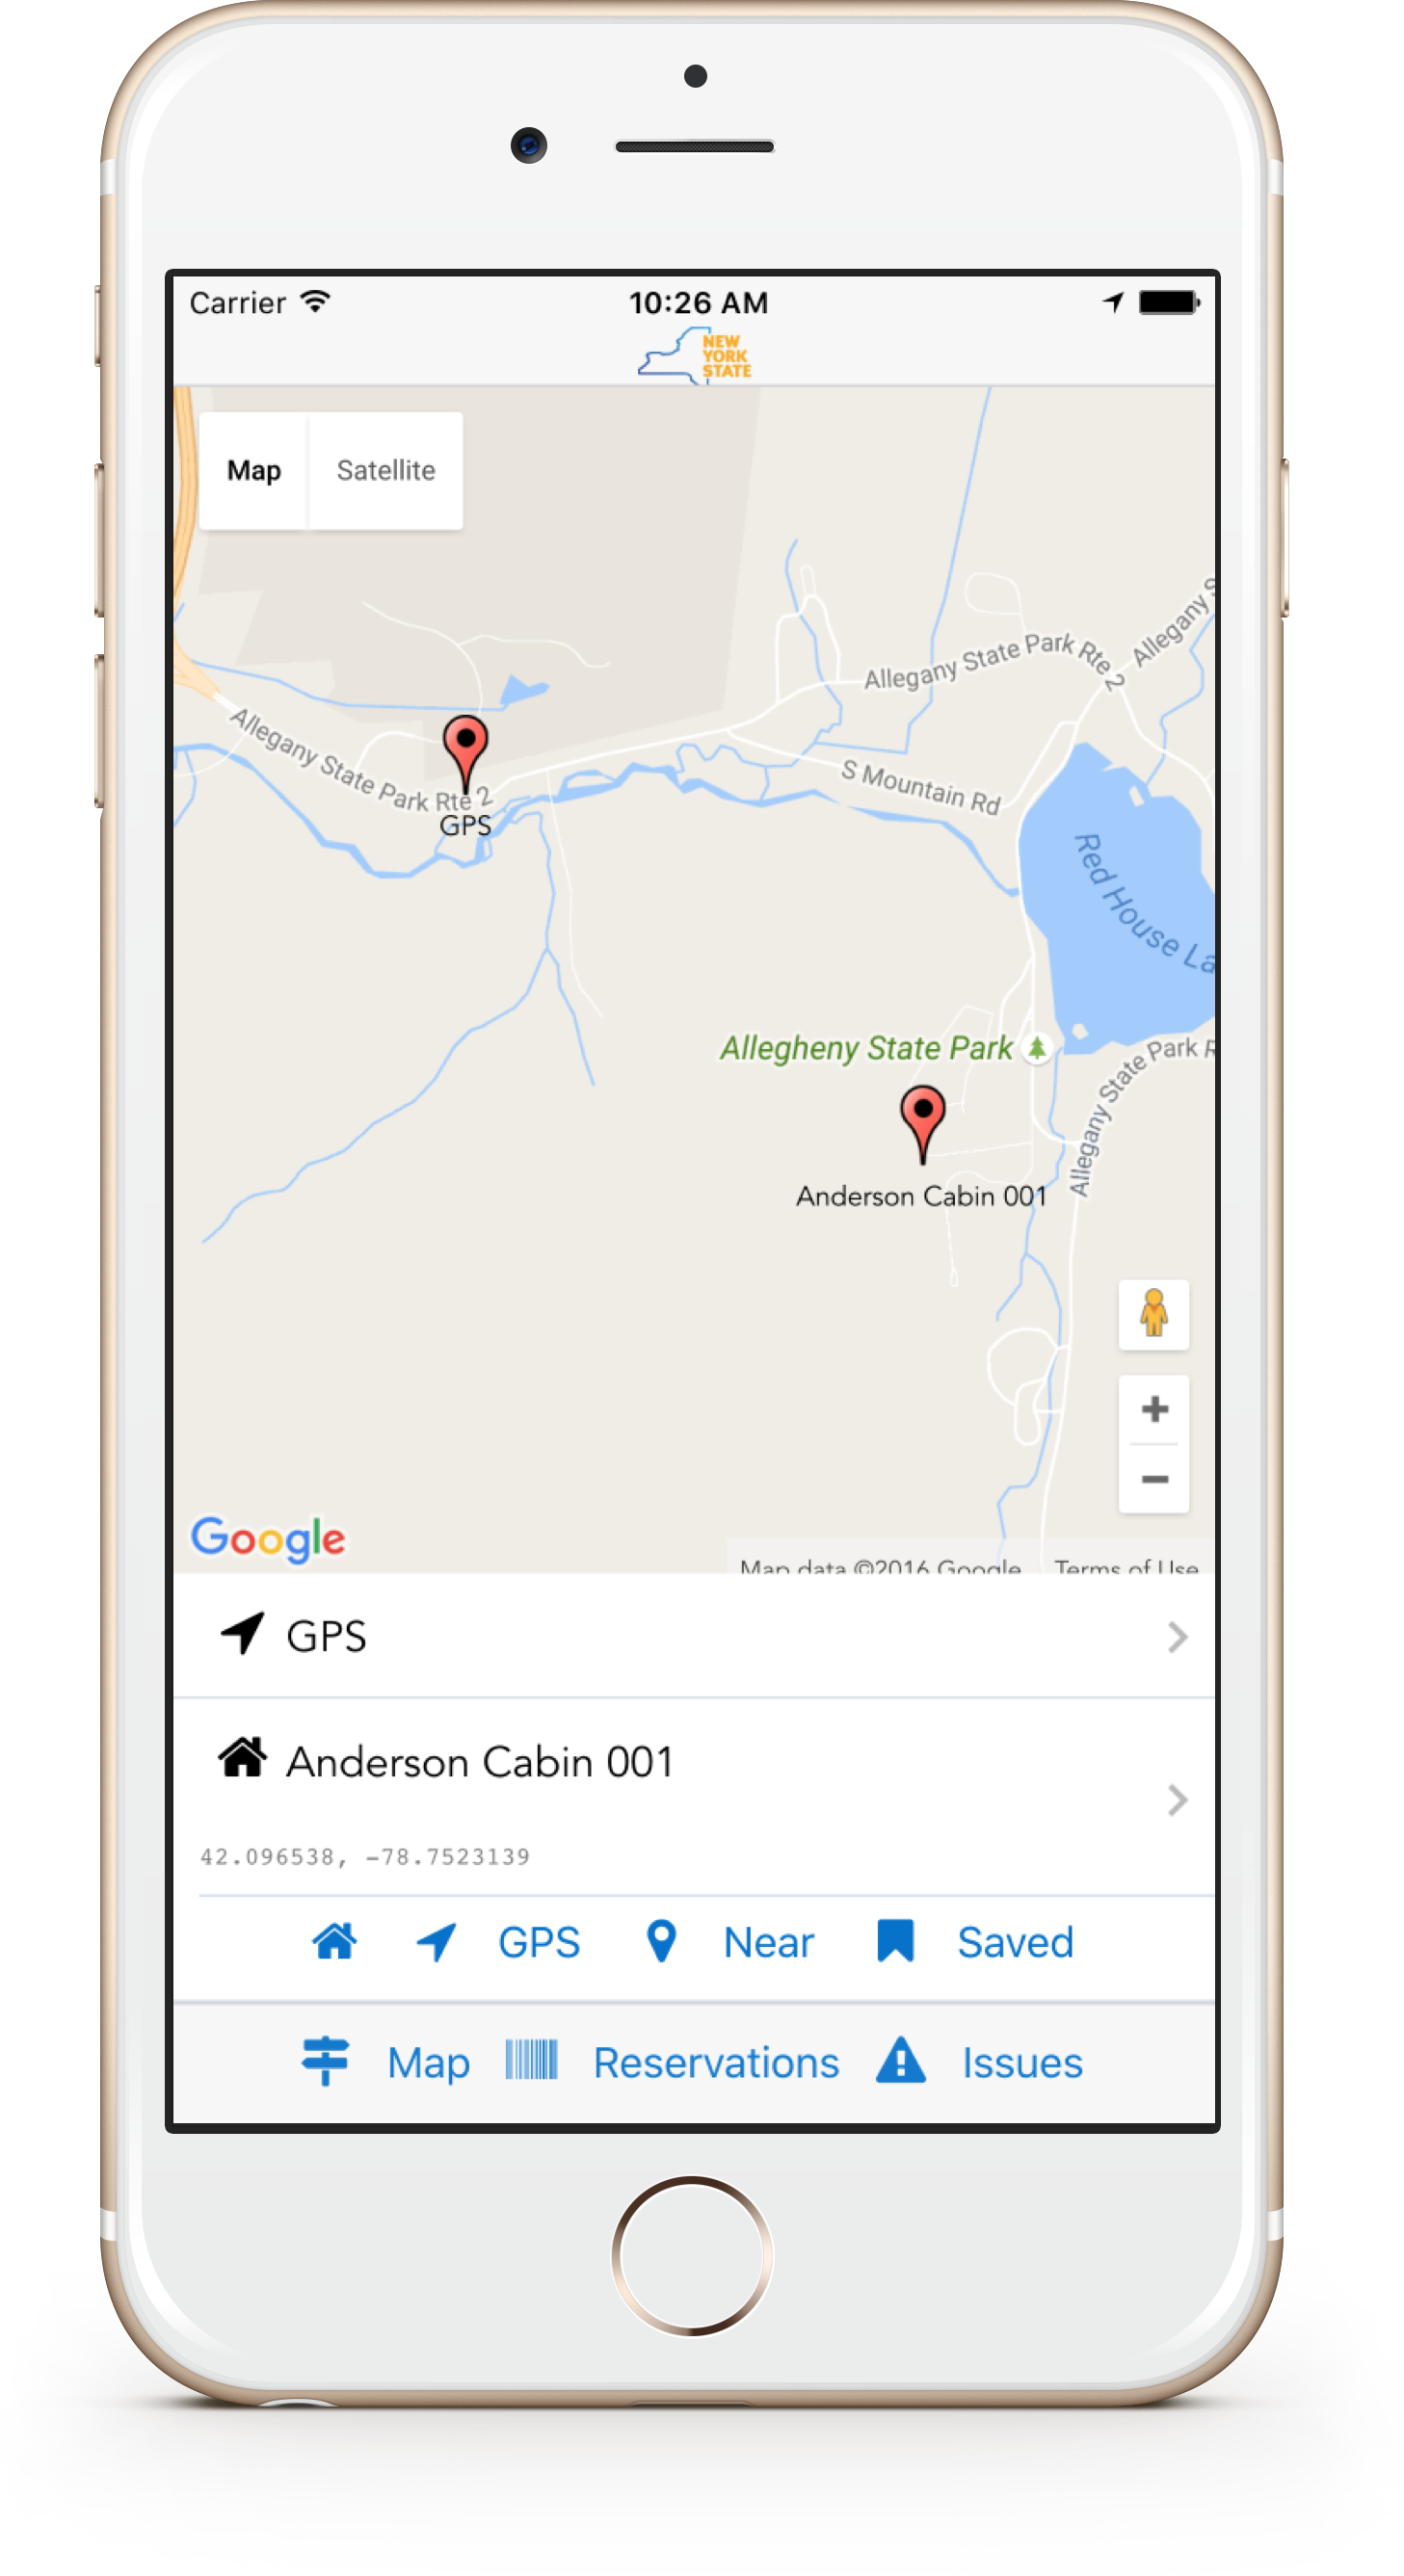 Carrier
10:26 AM
NEW
YORK
STATE
Map
Satellite
Allegany State Park Rte 2
Allegany S
Allegany State Park Rte 2
GPS
S Mountain Rd
Red House La
Allegheny State Park
Allegany State Park R
Anderson Cabin 001
+
−
Google
Map data ©2016 Google
Terms of Use
GPS
Anderson Cabin 001
42.096538, -78.7523139
GPS Near Saved
Map Reservations Issues